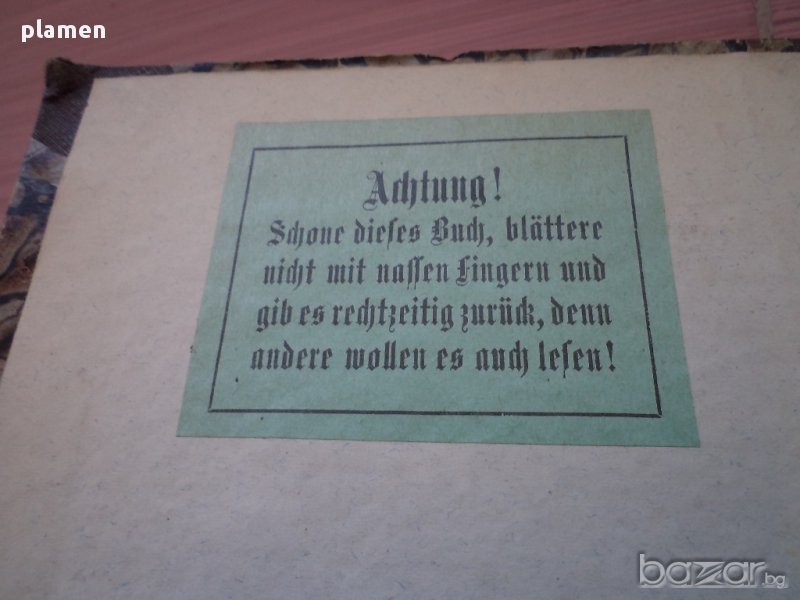 plamen
Achtung!
Schone dieses Buch, blättere
nicht mit nassen Fingern und
gib es rechtzeitig zurück, denn
andere wollen es auch lesen!
bazar.bg